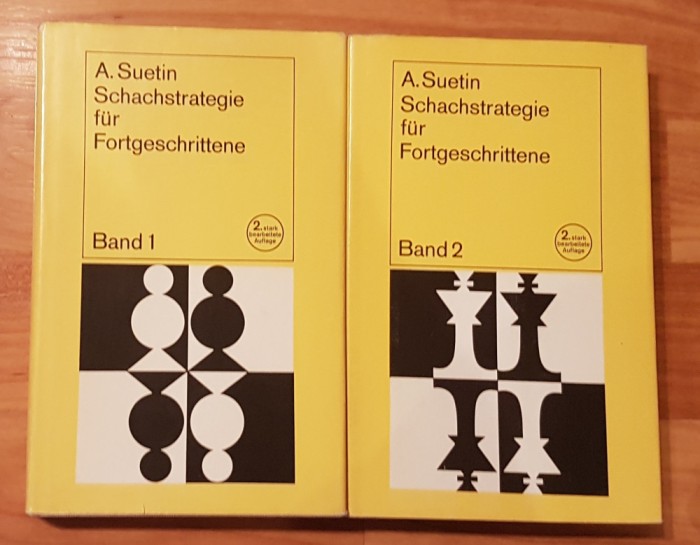 A. Suetin
Schachstrategie
für
Fortgeschrittene
Band 1
2. stark
bearbeitete
Auflage
A. Suetin
Schachstrategie
für
Fortgeschrittene
Band 2
2. stark
bearbeitete
Auflage